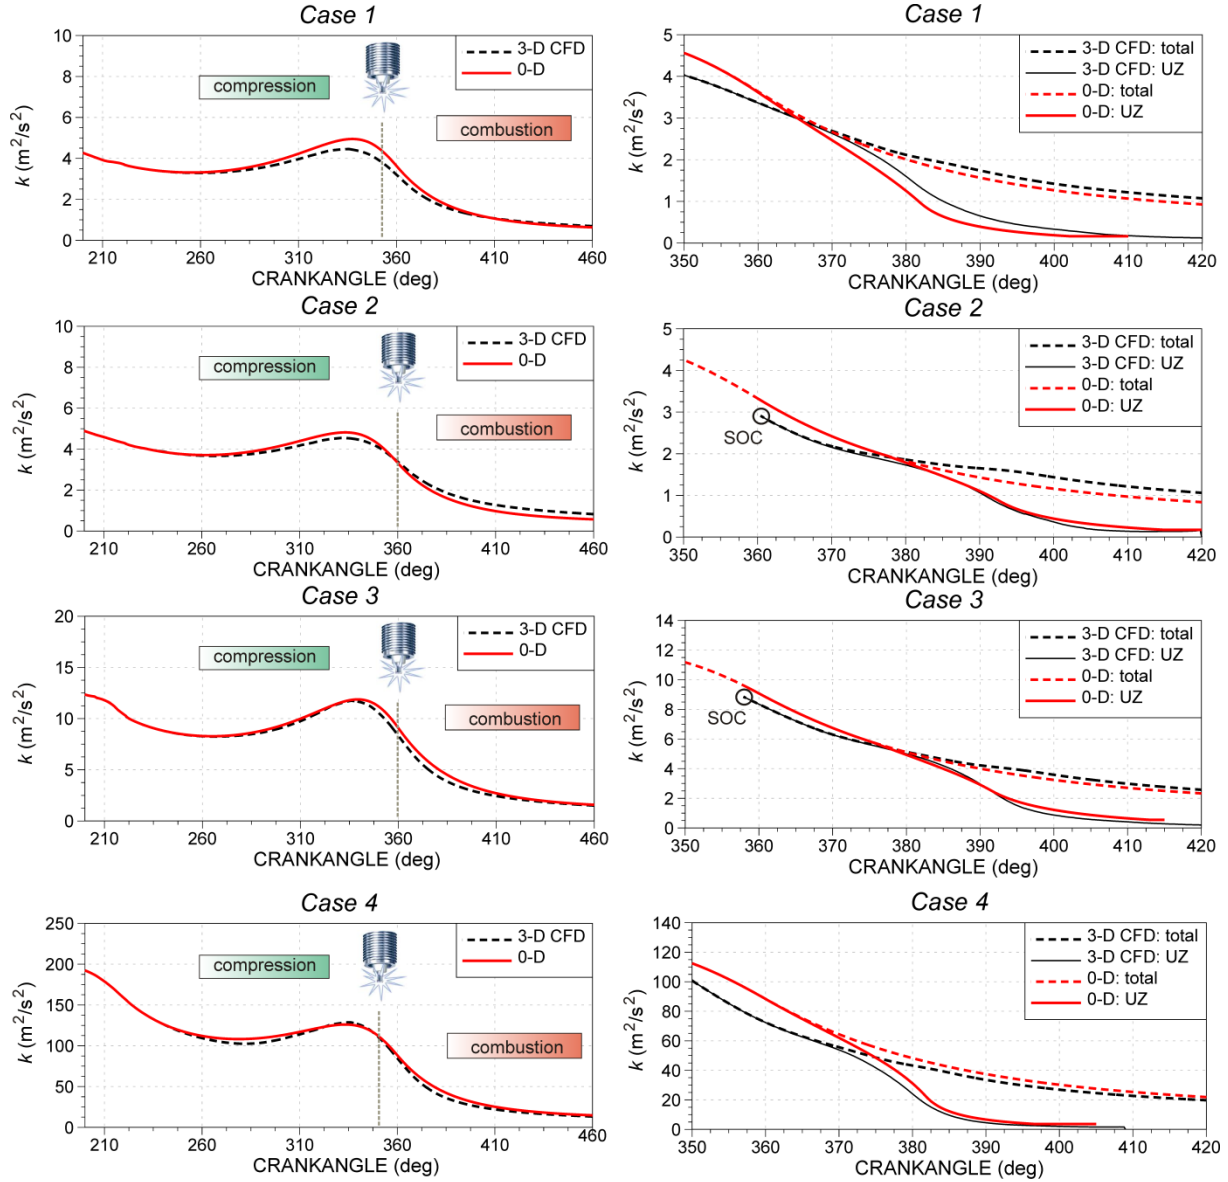 Case 1
k (m²/s²)
10
8
6
4
2
0
compression
3-D CFD
0-D
combustion
210 260 310 360 410 460
CRANKANGLE (deg)
Case 1
k (m²/s²)
5
4
3
2
1
0
3-D CFD: total
3-D CFD: UZ
0-D: total
0-D: UZ
350 360 370 380 390 400 410 420
CRANKANGLE (deg)
Case 2
k (m²/s²)
10
8
6
4
2
0
compression
3-D CFD
0-D
combustion
210 260 310 360 410 460
CRANKANGLE (deg)
Case 2
k (m²/s²)
5
4
3
2
1
0
3-D CFD: total
3-D CFD: UZ
0-D: total
0-D: UZ
SOC
350 360 370 380 390 400 410 420
CRANKANGLE (deg)
Case 3
k (m²/s²)
20
15
10
5
0
compression
3-D CFD
0-D
combustion
210 260 310 360 410 460
CRANKANGLE (deg)
Case 3
k (m²/s²)
14
12
10
8
6
4
2
0
3-D CFD: total
3-D CFD: UZ
0-D: total
0-D: UZ
SOC
350 360 370 380 390 400 410 420
CRANKANGLE (deg)
Case 4
k (m²/s²)
250
200
150
100
50
0
compression
3-D CFD
0-D
combustion
210 260 310 360 410 460
CRANKANGLE (deg)
Case 4
k (m²/s²)
140
120
100
80
60
40
20
0
3-D CFD: total
3-D CFD: UZ
0-D: total
0-D: UZ
350 360 370 380 390 400 410 420
CRANKANGLE (deg)